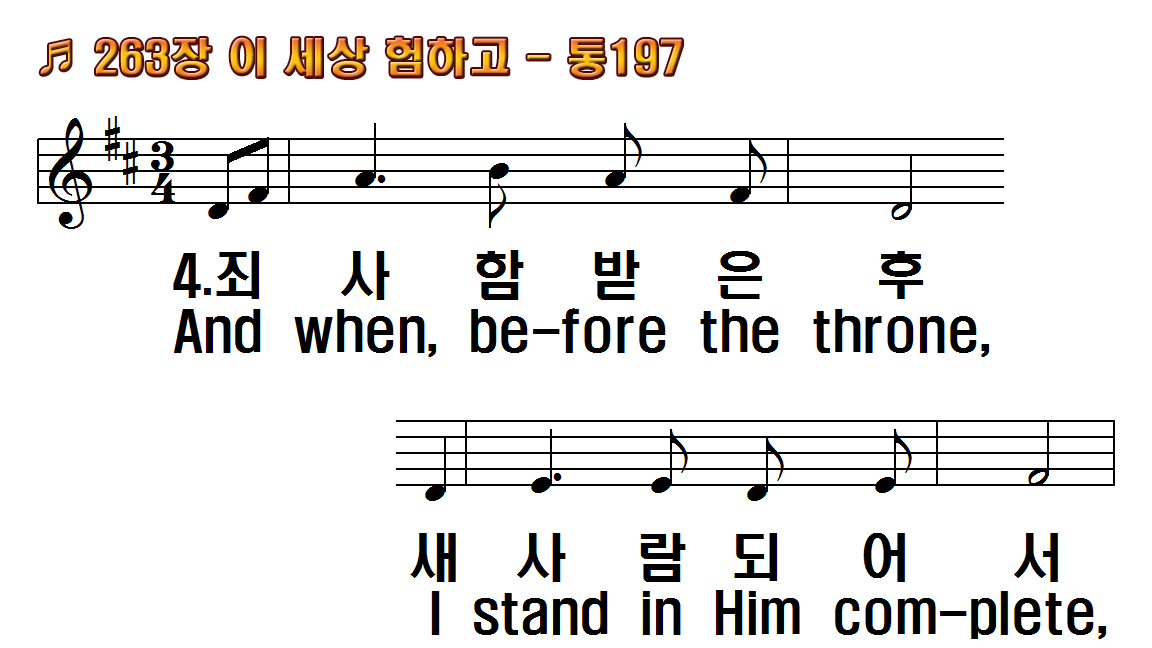 ♬ 263장 이 세상 험하고 - 통197
3
4
4.죄 사 함 받 은 후
And when, be-fore the throne,
새 사 람 되 어 서
I stand in Him com-plete,